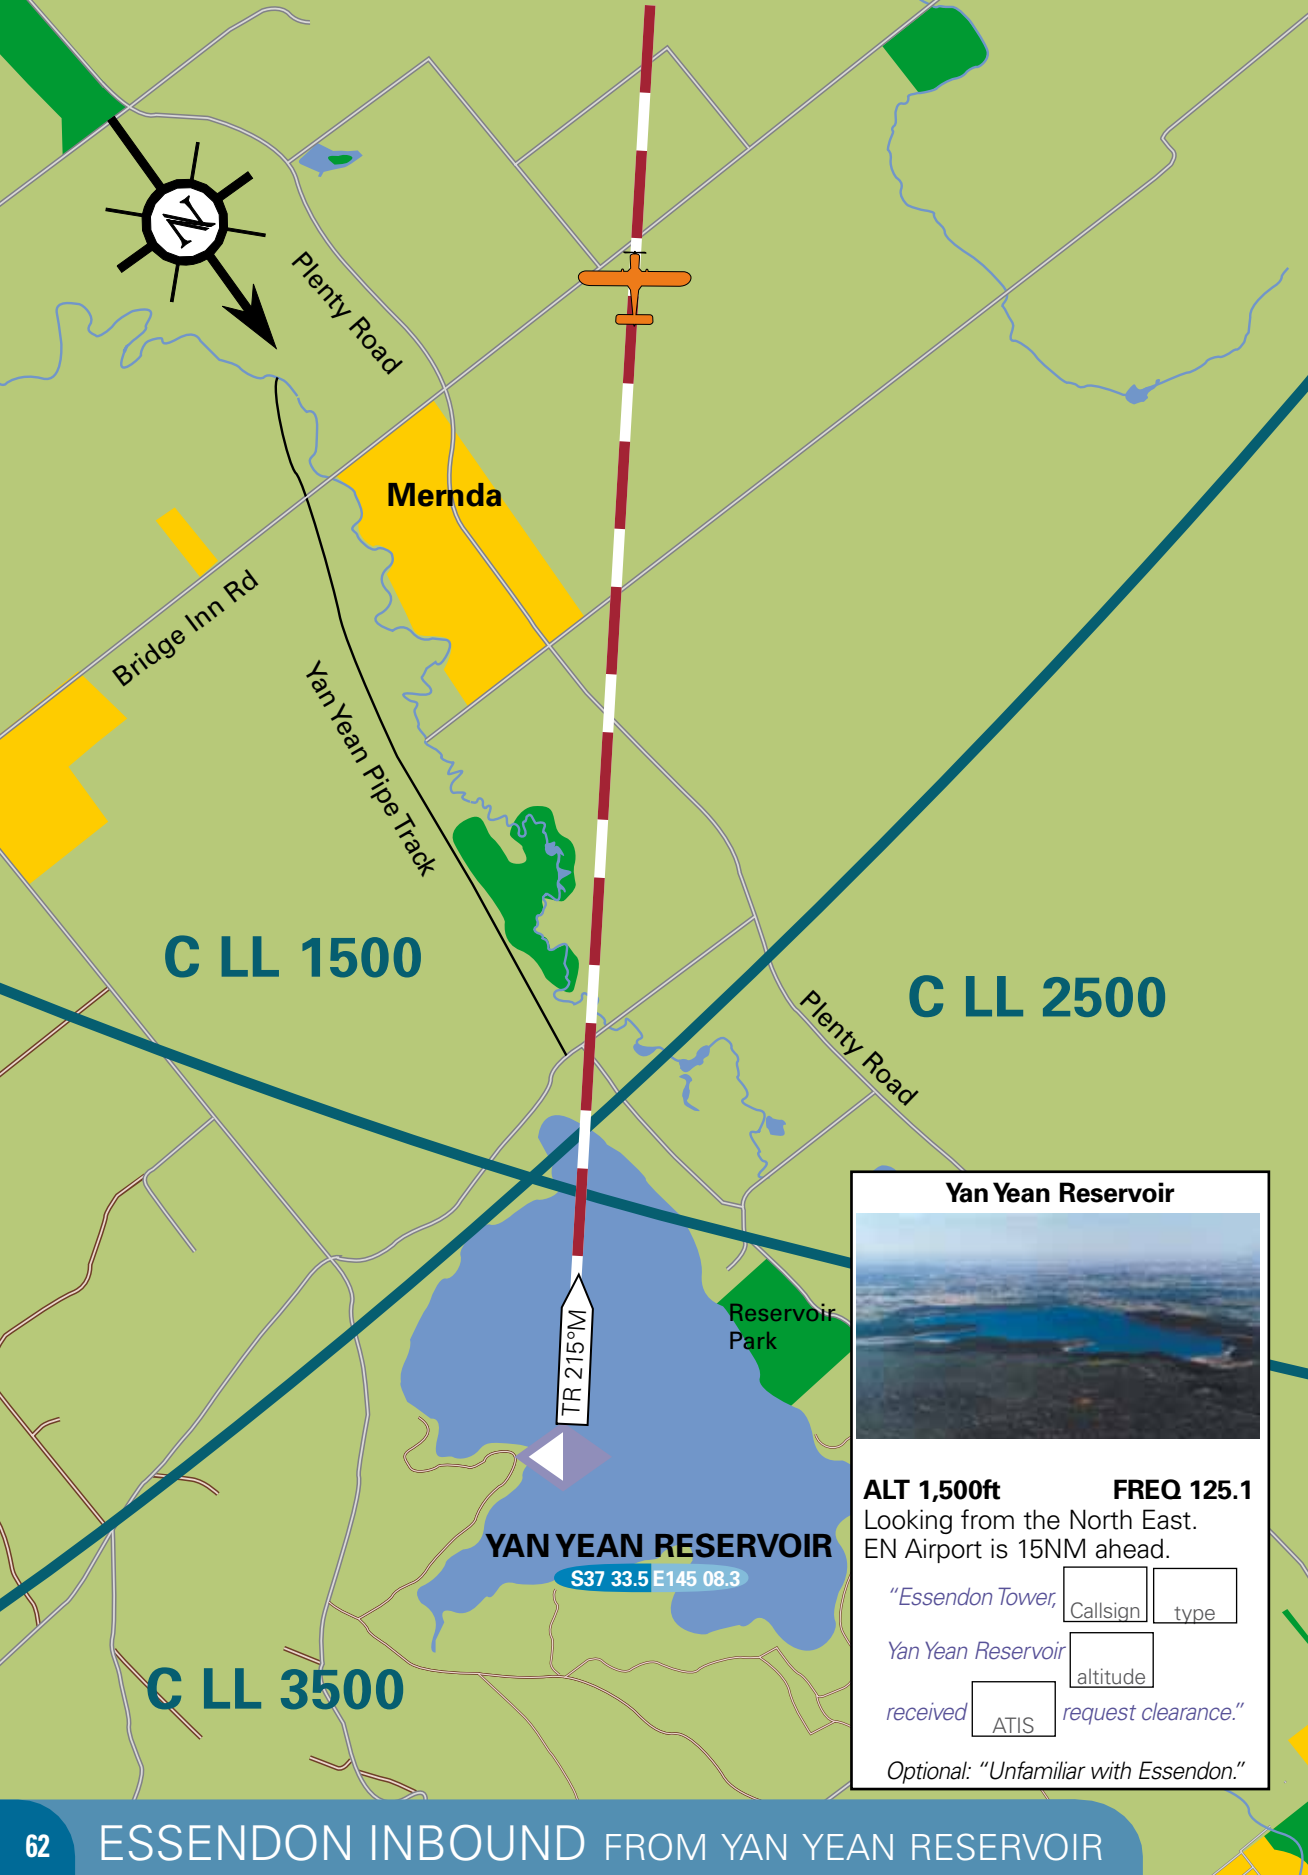 N
Plenty Road
Mernda
Bridge Inn Rd
Yan Yean Pipe Track
C LL 1500
C LL 2500
Plenty Road
Yan Yean Reservoir
Reservoir
Park
TR 215°M
ALT 1,500ft FREQ 125.1
Looking from the North East.
EN Airport is 15NM ahead.
YAN YEAN RESERVOIR
S37 33.5 E145 08.3
“Essendon Tower, Callsign type
Yan Yean Reservoir altitude
received ATIS request clearance.”
C LL 3500
Optional: “Unfamiliar with Essendon.”
62 ESSENDON INBOUND FROM YAN YEAN RESERVOIR